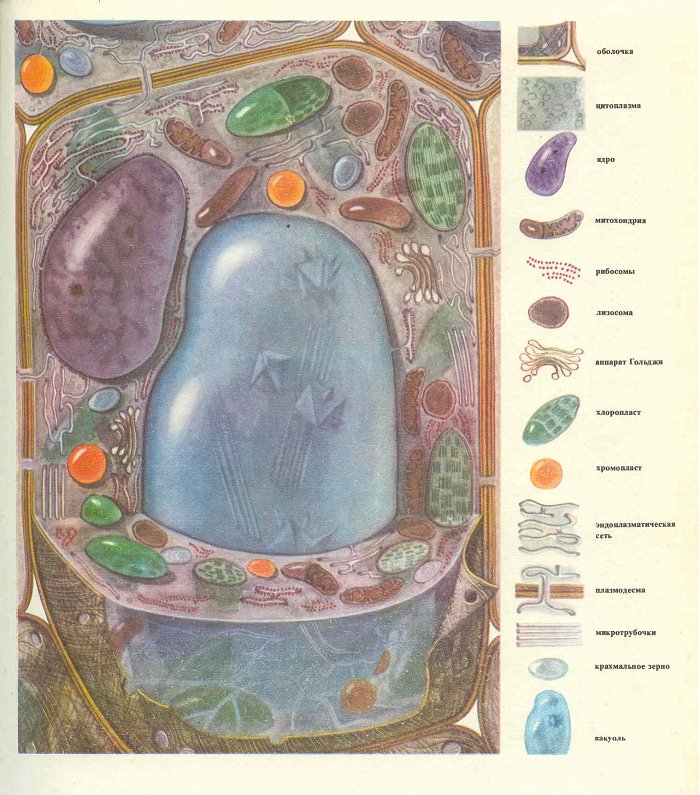 оболочка
цитоплазма
ядро
митохондрия
рибосомы
лизосома
аппарат Гольджи
хлоропласт
хромопласт
эндоплазматическая
сеть
плазмодесма
микротрубочки
крахмальное зерно
вакуоль